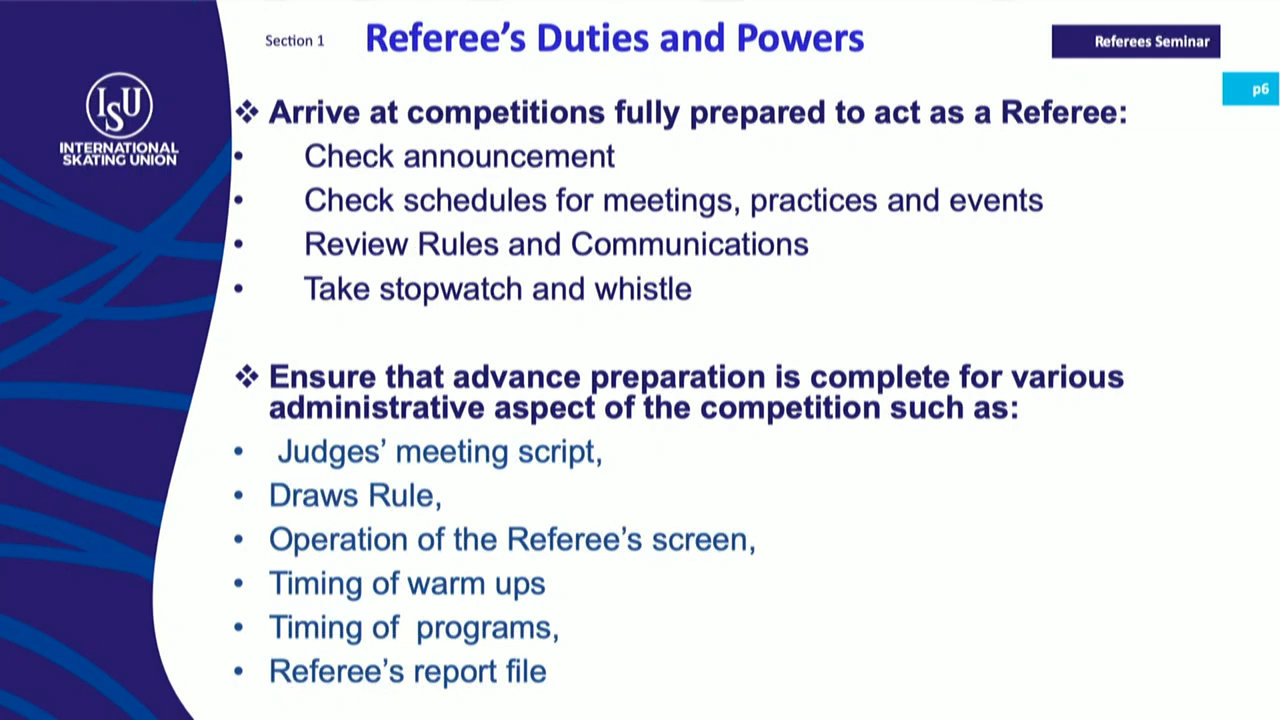 Section 1
Referee’s Duties and Powers
Referees Seminar
p6
ISU
INTERNATIONAL
SKATING UNION
❖ Arrive at competitions fully prepared to act as a Referee:
• Check announcement
• Check schedules for meetings, practices and events
• Review Rules and Communications
• Take stopwatch and whistle
❖ Ensure that advance preparation is complete for various
administrative aspect of the competition such as:
• Judges’ meeting script,
• Draws Rule,
• Operation of the Referee’s screen,
• Timing of warm ups
• Timing of  programs,
• Referee’s report file